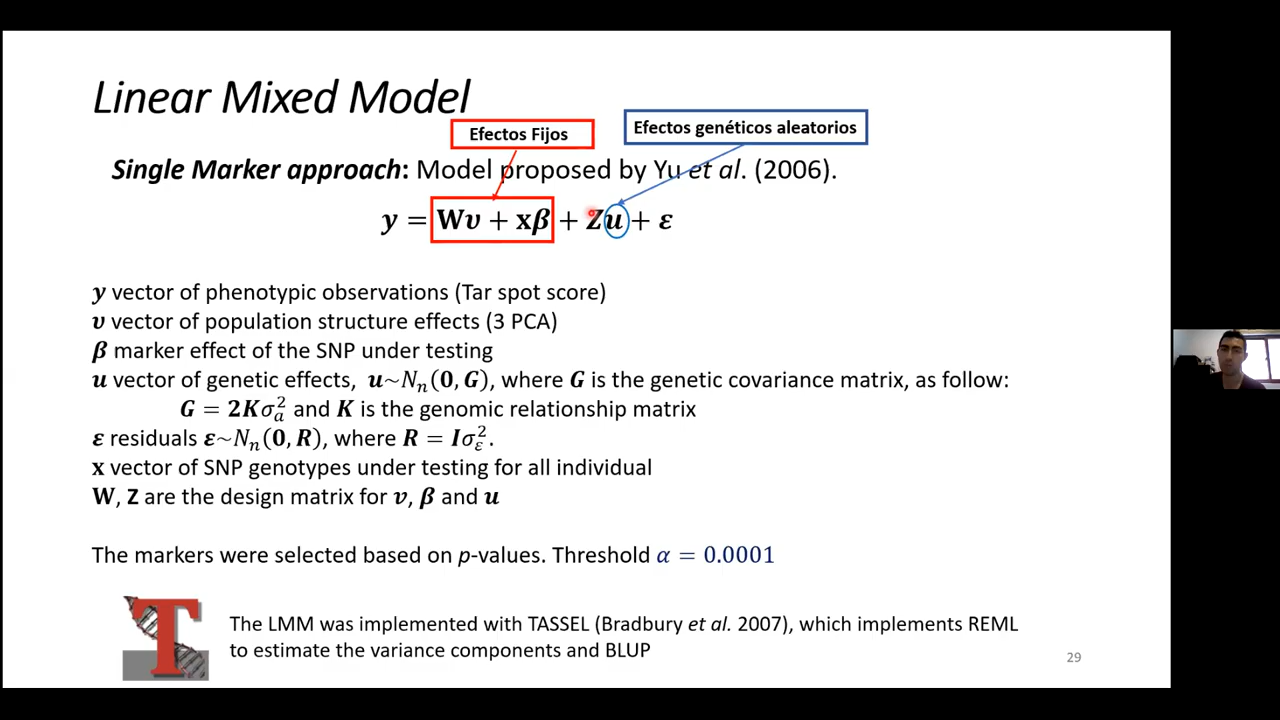 Linear Mixed Model
Efectos Fijos
Efectos genéticos aleatorios
Single Marker approach: Model proposed by Yu et al. (2006).
y = Wυ + xβ + Zu + ε
y vector of phenotypic observations (Tar spot score)
υ vector of population structure effects (3 PCA)
β marker effect of the SNP under testing
u vector of genetic effects, u~Nₙ(0, G), where G is the genetic covariance matrix, as follow:
G = 2Kσₐ² and K is the genomic relationship matrix
ε residuals ε~Nₙ(0, R), where R = Iσ_ε².
x vector of SNP genotypes under testing for all individual
W, Z are the design matrix for υ, β and u
The markers were selected based on p-values. Threshold α = 0.0001
T
The LMM was implemented with TASSEL (Bradbury et al. 2007), which implements REML
to estimate the variance components and BLUP
29